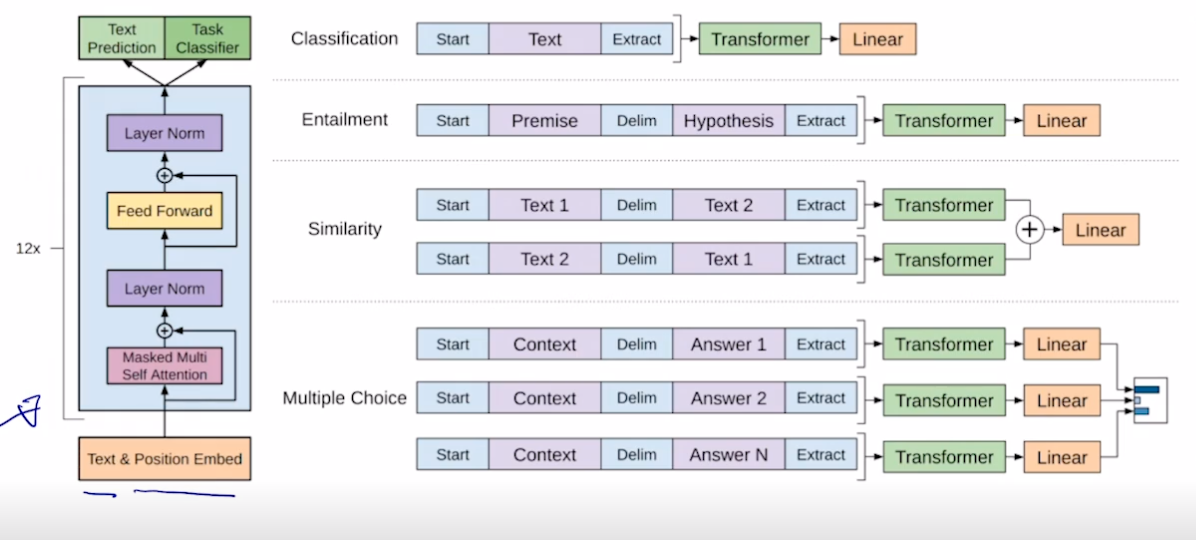 Text
Prediction
Task
Classifier
12x
Layer Norm
+
Feed Forward
Layer Norm
+
Masked Multi
Self Attention
Text & Position Embed
Classification
Start Text Extract Transformer Linear
Entailment
Start Premise Delim Hypothesis Extract Transformer Linear
Similarity
Start Text 1 Delim Text 2 Extract Transformer
+ Linear
Start Text 2 Delim Text 1 Extract Transformer
Multiple Choice
Start Context Delim Answer 1 Extract Transformer Linear
Start Context Delim Answer 2 Extract Transformer Linear
Start Context Delim Answer N Extract Transformer Linear